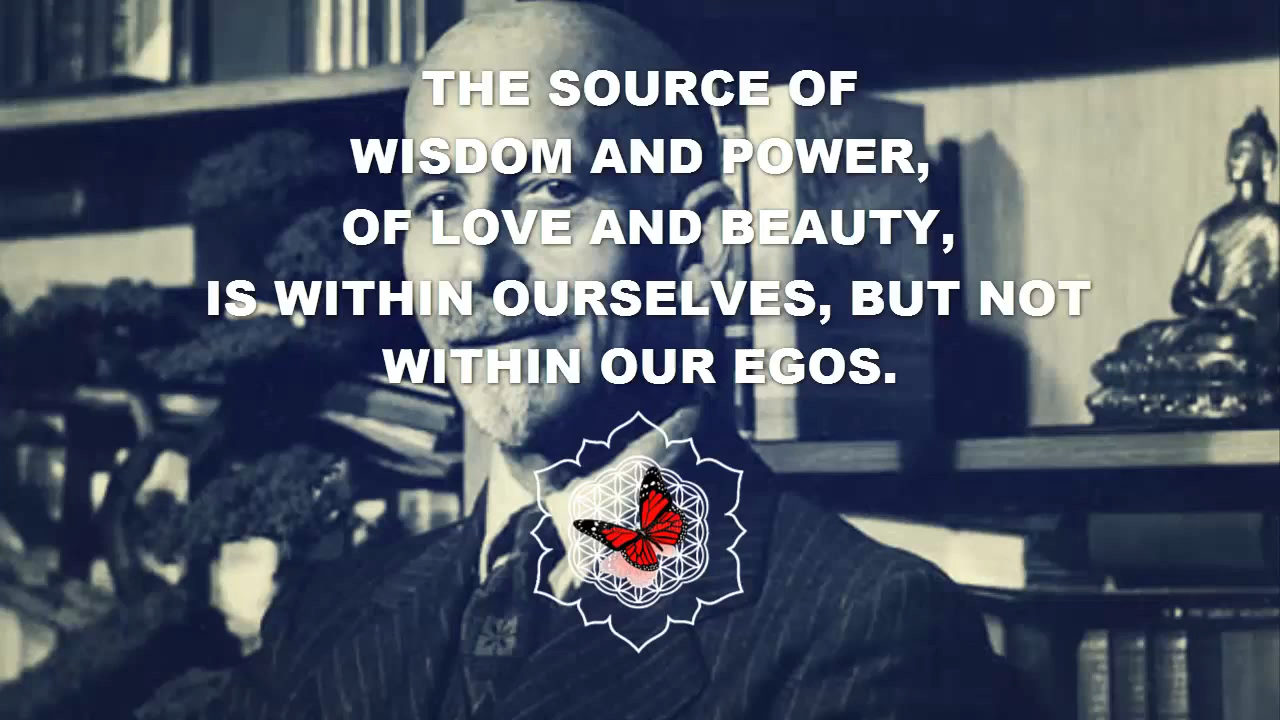 THE SOURCE OF
WISDOM AND POWER,
OF LOVE AND BEAUTY,
IS WITHIN OURSELVES, BUT NOT
WITHIN OUR EGOS.